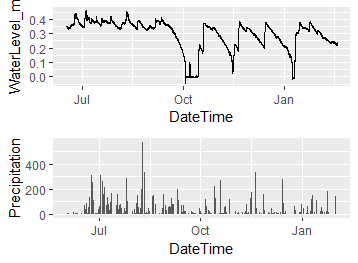 WaterLevel_m
0.4
0.3
0.2
0.1
0.0
Jul
Oct
Jan
DateTime
Precipitation
400
200
0
Jul
Oct
Jan
DateTime